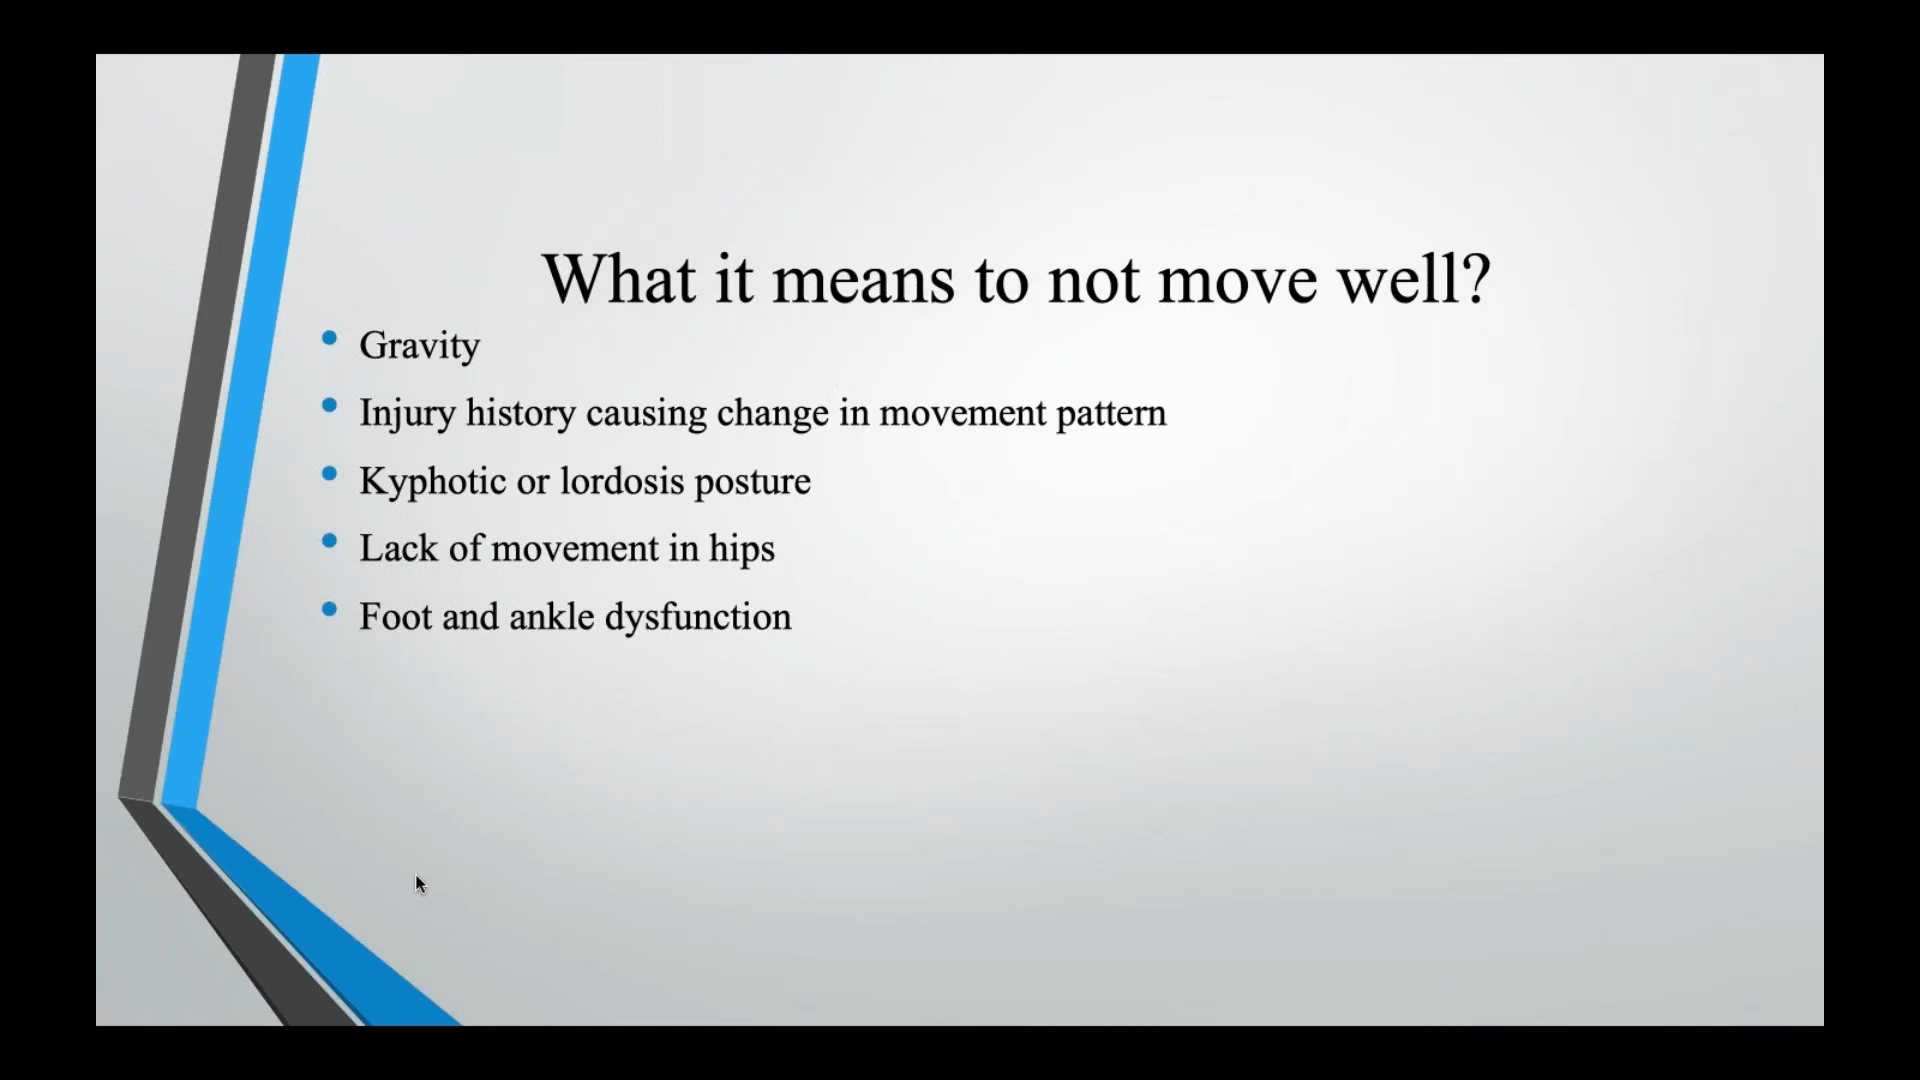 What it means to not move well?
• Gravity
• Injury history causing change in movement pattern
• Kyphotic or lordosis posture
• Lack of movement in hips
• Foot and ankle dysfunction